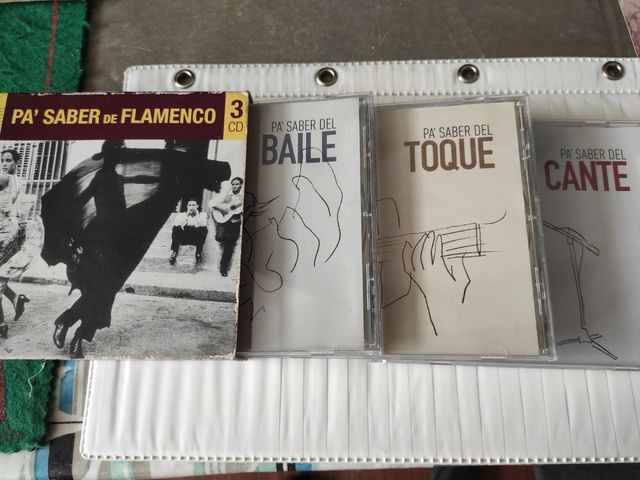 PA' SABER DE FLAMENCO
3
CD
PA' SABER DEL
BAILE
PA' SABER DEL
TOQUE
PA' SABER DEL
CANTE